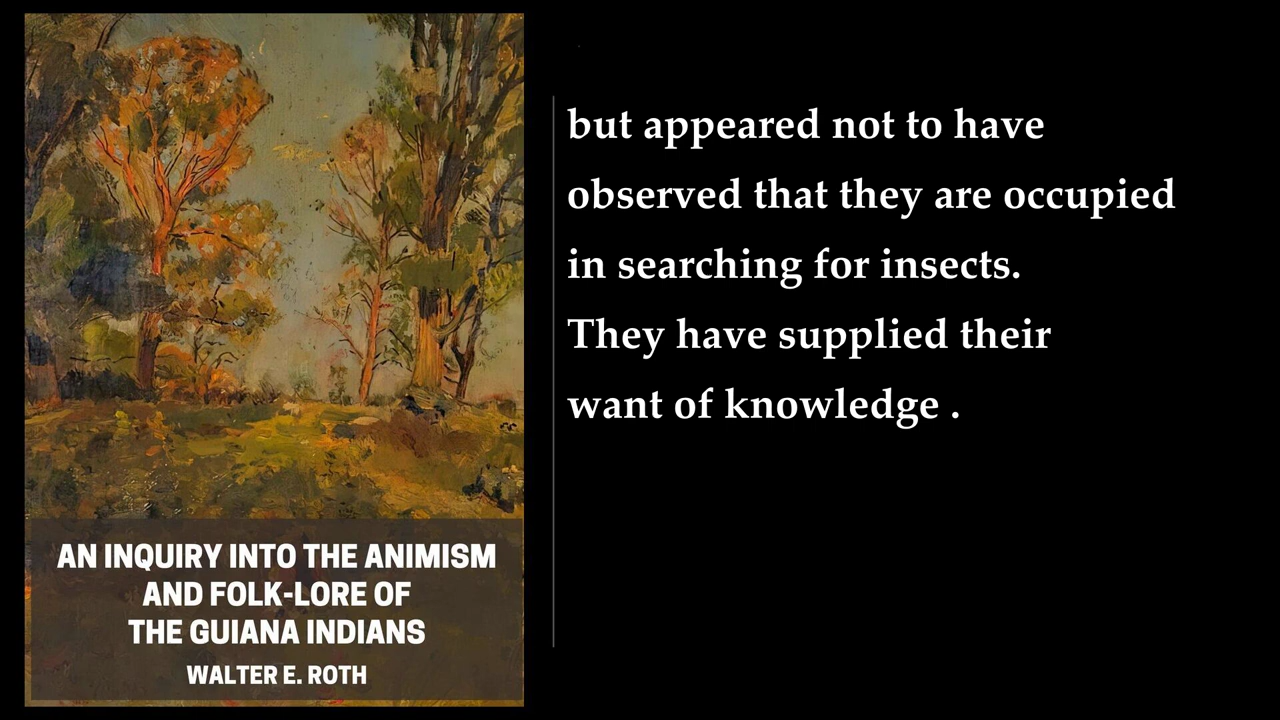 but appeared not to have
observed that they are occupied
in searching for insects.
They have supplied their
want of knowledge .
AN INQUIRY INTO THE ANIMISM
AND FOLK-LORE OF
THE GUIANA INDIANS
WALTER E. ROTH